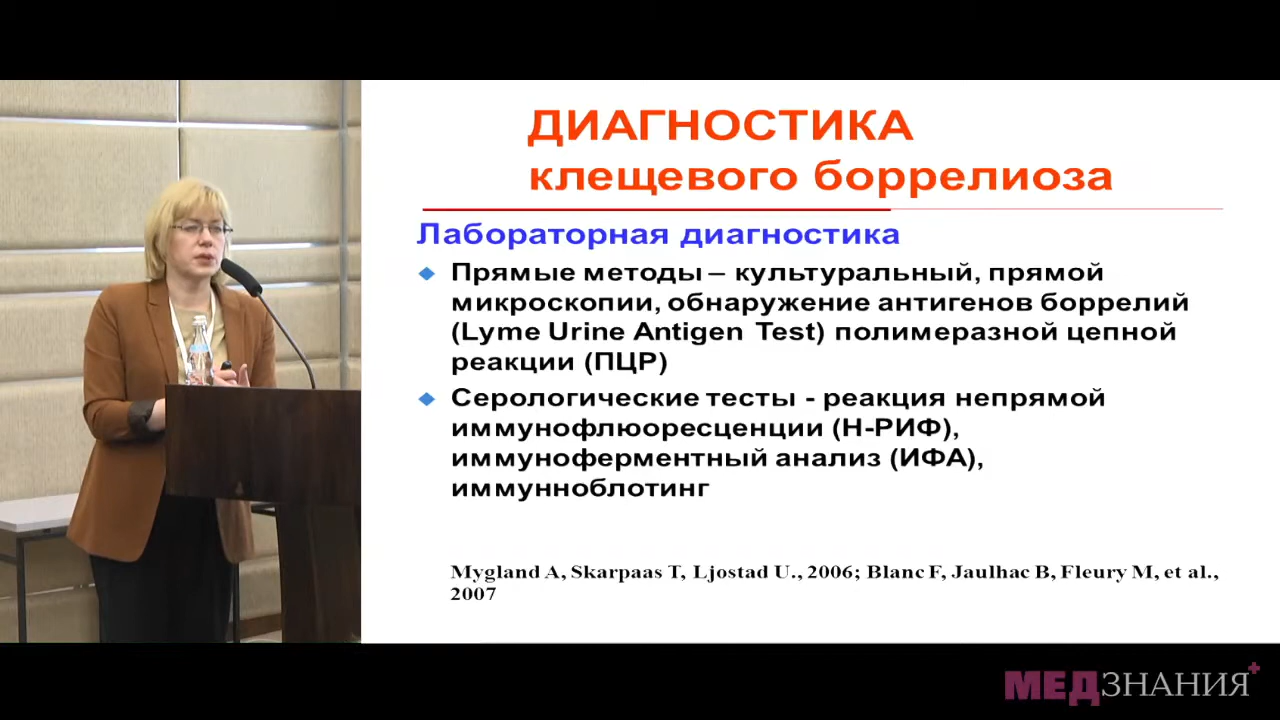 ДИАГНОСТИКА
клещевого боррелиоза
Лабораторная диагностика
Прямые методы – культуральный, прямой
микроскопии, обнаружение антигенов боррелий
(Lyme Urine Antigen Test) полимеразной цепной
реакции (ПЦР)
Серологические тесты - реакция непрямой
иммунофлюоресценции (Н-РИФ),
иммуноферментный анализ (ИФА),
иммунноблотинг
Mygland A, Skarpaas T, Ljostad U., 2006; Blanc F, Jaulhac B, Fleury M, et al.,
2007
МЕДЗНАНИЯ+